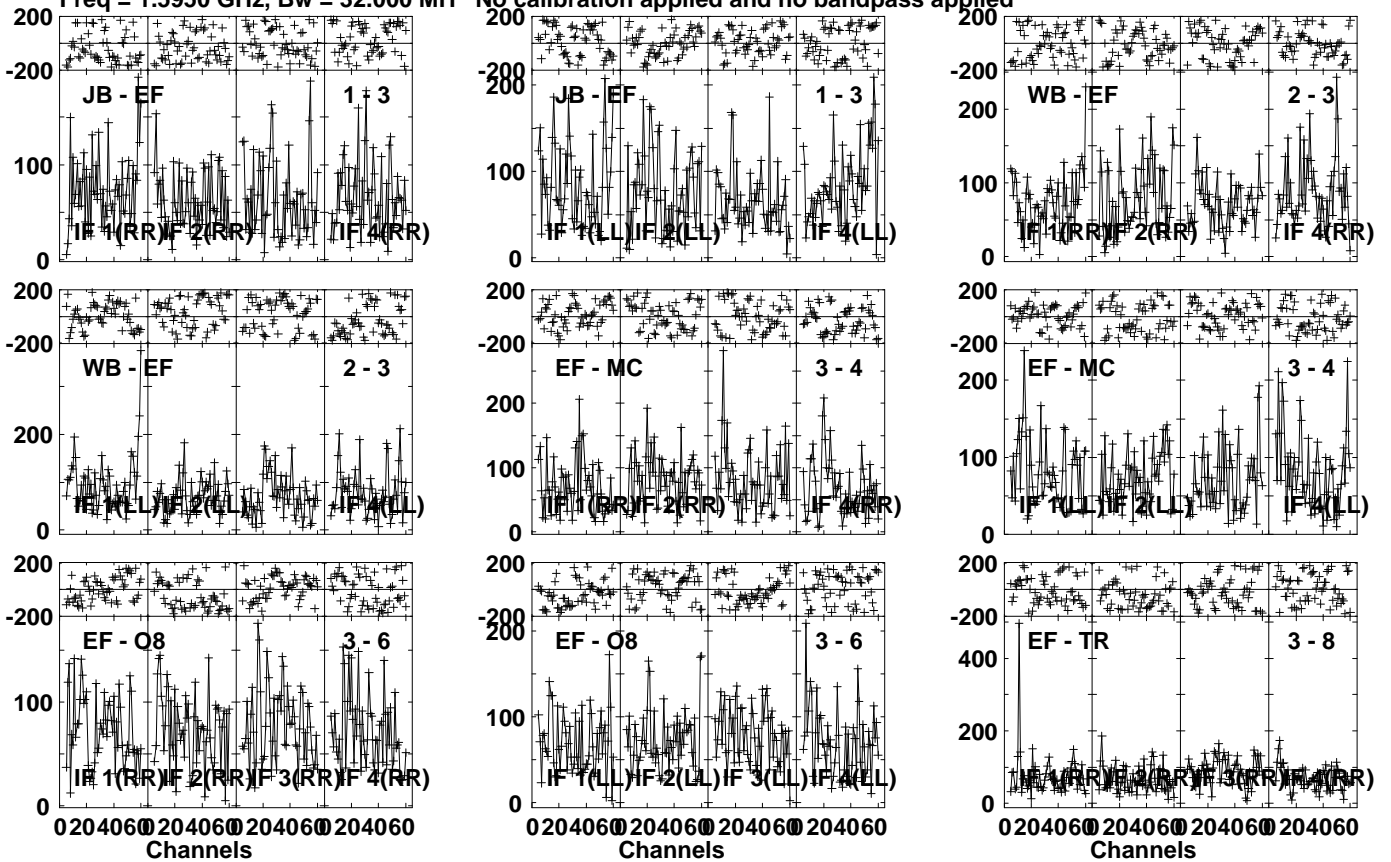 Freq = 1.5950 GHz, Bw = 32.000 MH No calibration applied and no bandpass applied
200 200 200
-200 -200 -200
JB - EF 1 - 3 JB - EF 1 - 3 WB - EF 2 - 3
200 200 200
100 100 100
IF 1(RR) IF 2(RR) IF 4(RR) IF 1(LL) IF 2(LL) IF 4(LL) IF 1(RR) IF 2(RR) IF 4(RR)
0 0 0
200 200 200
-200 -200 -200
WB - EF 2 - 3 EF - MC 3 - 4 EF - MC 3 - 4
200 200 200
100 100
IF 1(LL) IF 2(LL) IF 4(LL) IF 1(RR) IF 2(RR) IF 4(RR) IF 1(LL) IF 2(LL) IF 4(LL)
0 0 0
200 200 200
-200 -200 -200
EF - O8 3 - 6 EF - O8 3 - 6 EF - TR 3 - 8
200 400
100 100 200
IF 1(RR) IF 2(RR) IF 3(RR) IF 4(RR) IF 1(LL) IF 2(LL) IF 3(LL) IF 4(LL) IF 1(RR) IF 2(RR) IF 3(RR) IF 4(RR)
0 0 0
0 20 40 60 0 20 40 60 0 20 40 60 0 20 40 60 0 20 40 60 0 20 40 60 0 20 40 60 0 20 40 60 0 20 40 60 0 20 40 60 0 20 40 60 0 20 40 60
Channels Channels Channels